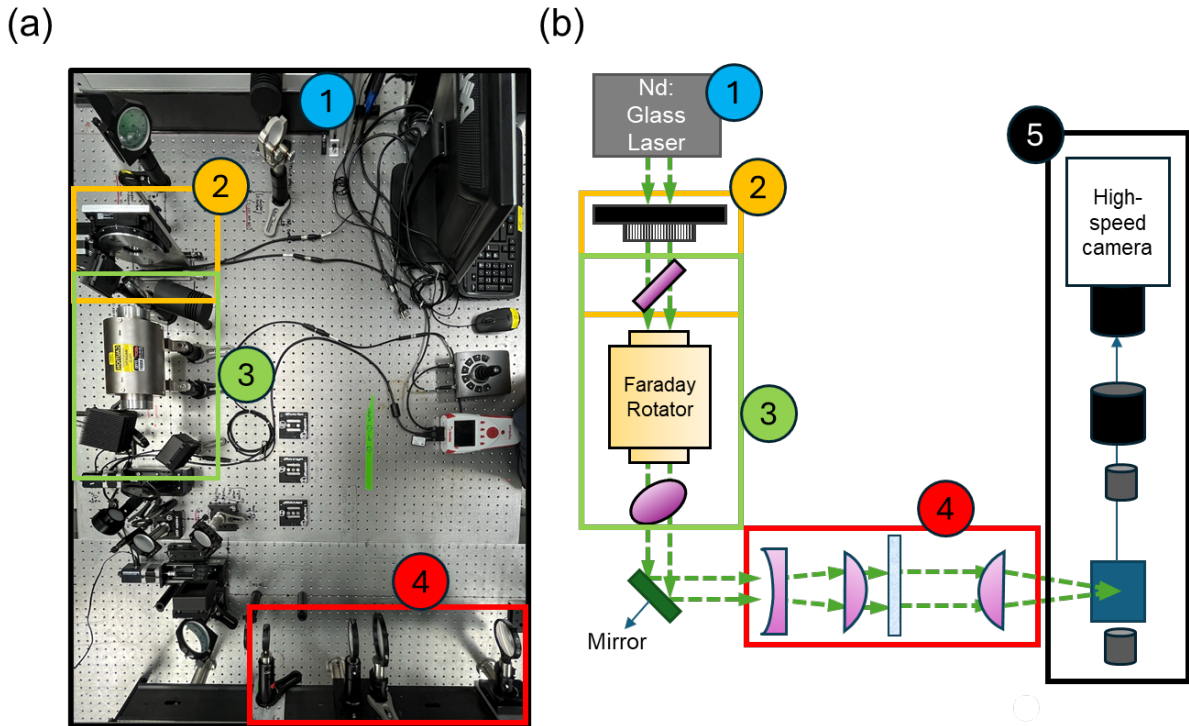 (a)
(b)
1
2
3
4
Nd:
Glass
Laser
1
2
Faraday
Rotator
3
4
Mirror
5
High-
speed
camera